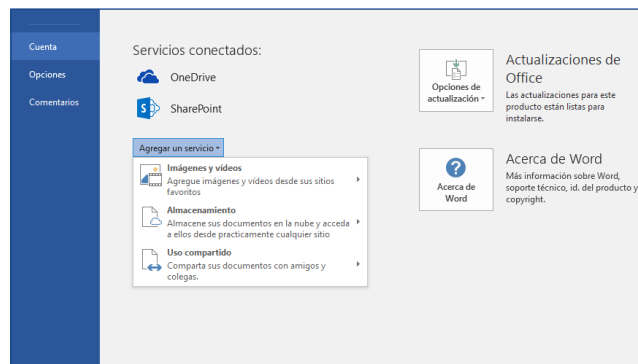 Cuenta
Opciones
Comentarios
Servicios conectados:
OneDrive
SharePoint
Agregar un servicio
Imágenes y vídeos
Agregue imágenes y vídeos desde sus sitios
favoritos
Almacenamiento
Almacene sus documentos en la nube y acceda
a ellos desde practicamente cualquier sitio
Uso compartido
Comparta sus documentos con amigos y
colegas.
Opciones de
actualización
Actualizaciones de
Office
Las actualizaciones para este
producto están listas para
instalarse.
Acerca de
Word
Acerca de Word
Más información sobre Word,
soporte técnico, id. del producto y
copyright.